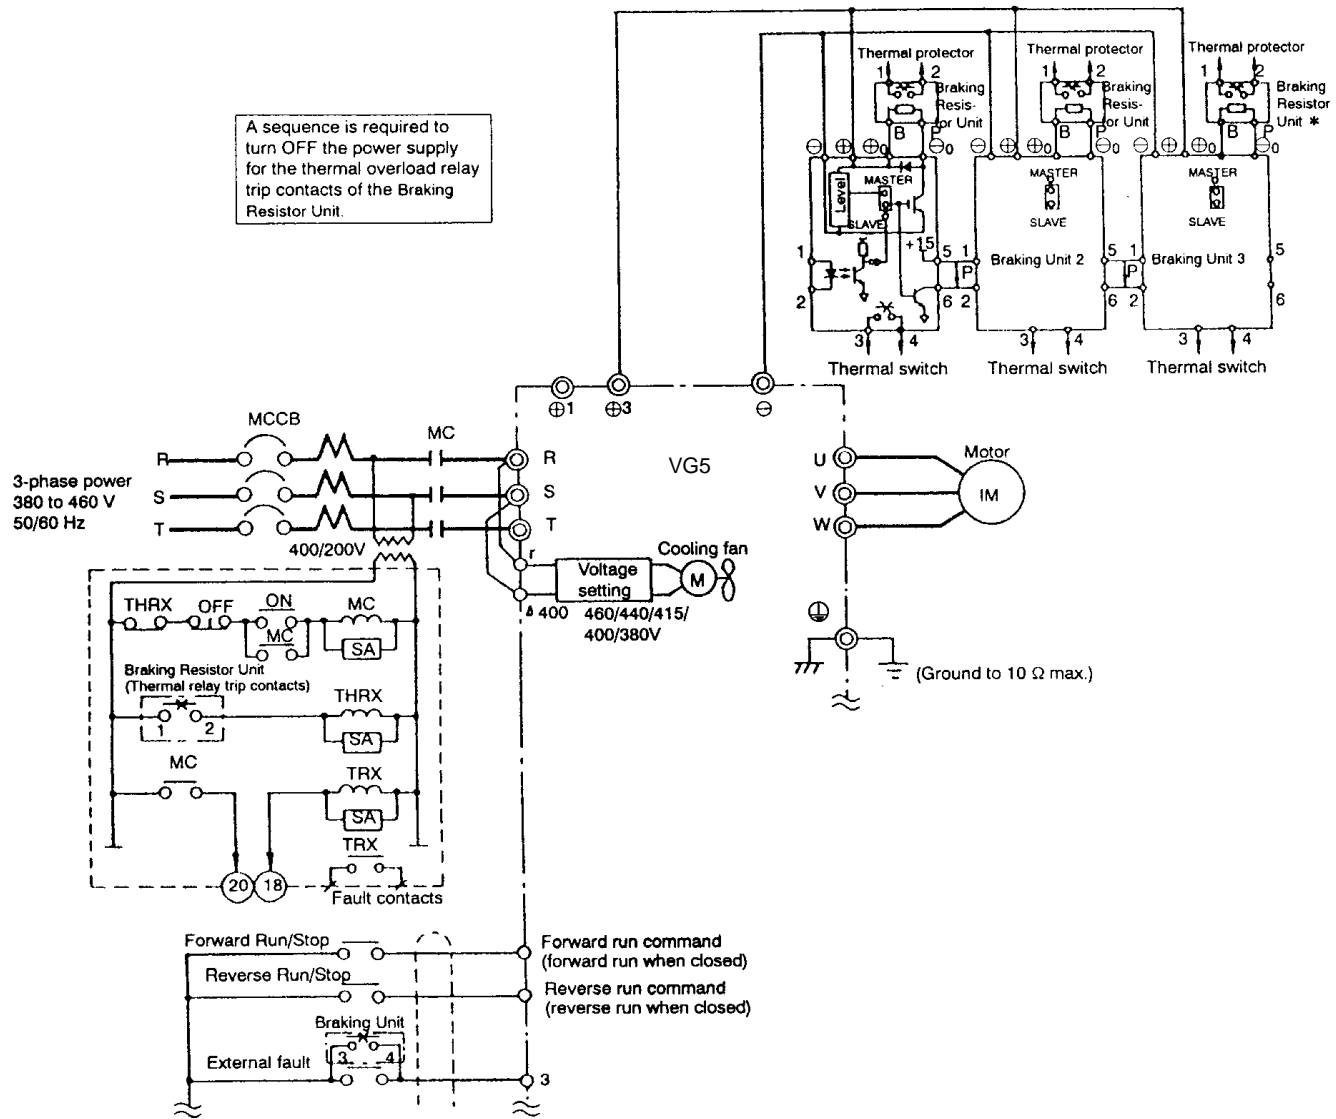 Thermal protector
Thermal protector
Thermal protector
1 2
1 2
1 2
Braking
Resis-
tor Unit
Braking
Resis-
tor Unit
Braking
Resistor
Unit *
B P
B P
B P
⊖ ⊕ ⊕0 ⊖0
⊖ ⊕ ⊕0 ⊖0
⊖ ⊕ ⊕0 ⊖0
A sequence is required to
turn OFF the power supply
for the thermal overload relay
trip contacts of the Braking
Resistor Unit.
Level
MASTER
SLAVE
+15
MASTER
SLAVE
MASTER
SLAVE
1
2
5
6
P
1
2
Braking Unit 2
5
6
P
1
2
Braking Unit 3
5
6
3 4
3 4
3 4
Thermal switch
Thermal switch
Thermal switch
⊕1
⊕3
⊖
MCCB
MC
3-phase power
380 to 460 V
50/60 Hz
R
S
T
R
S
T
VG5
U
V
W
Motor
IM
400/200V
r
Δ 400
Voltage
setting
460/440/415/
400/380V
Cooling fan
M
(Ground to 10 Ω max.)
THRX
OFF
ON
MC
MC
SA
Braking Resistor Unit
(Thermal relay trip contacts)
1 2
THRX
SA
MC
TRX
SA
TRX
20
18
Fault contacts
Forward Run/Stop
Forward run command
(forward run when closed)
Reverse Run/Stop
Reverse run command
(reverse run when closed)
Braking Unit
3 4
External fault
3